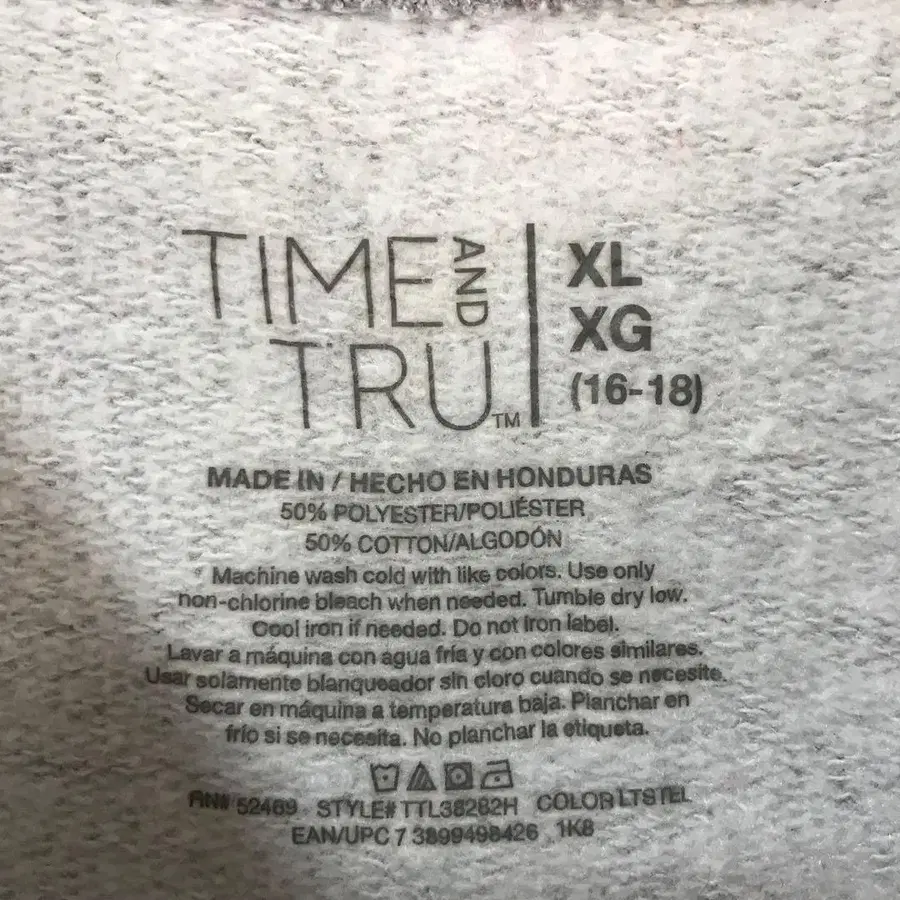 TIME AND TRU™
XL
XG
(16-18)
MADE IN / HECHO EN HONDURAS
50% POLYESTER/POLIÉSTER
50% COTTON/ALGODÓN
Machine wash cold with like colors. Use only
non-chlorine bleach when needed. Tumble dry low.
Cool iron if needed. Do not iron label.
Lavar a máquina con agua fría y con colores similares.
Usar solamente blanqueador sin cloro cuando se necesite.
Secar en máquina a temperatura baja. Planchar en
frío si se necesita. No planchar la etiqueta.
RN# 52469 STYLE# TTL38282H COLOR LTSTEL
EAN/UPC 7 3899498426 1K8